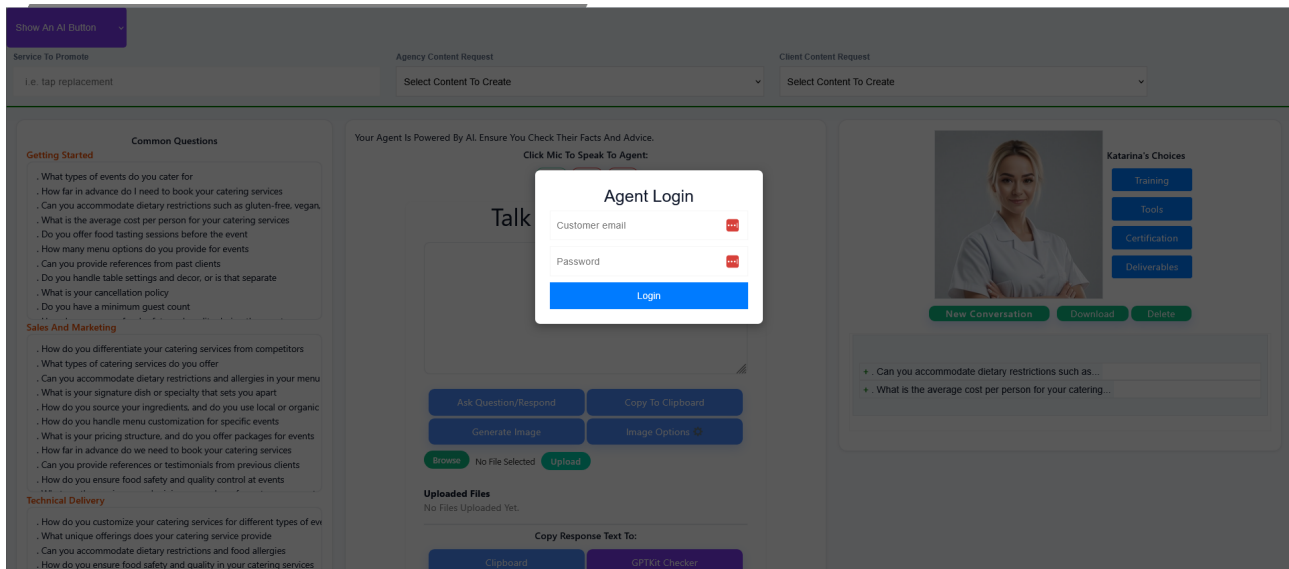 Show An AI Button
Service To Promote
i.e. tap replacement
Agency Content Request
Select Content To Create
Client Content Request
Select Content To Create
Common Questions
Getting Started
. What types of events do you cater for
. How far in advance do I need to book your catering services
. Can you accommodate dietary restrictions such as gluten-free, vegan,
. What is the average cost per person for your catering services
. Do you offer food tasting sessions before the event
. How many menu options do you provide for events
. Can you provide references from past clients
. Do you handle table settings and decor, or is that separate
. What is your cancellation policy
. Do you have a minimum guest count
Sales And Marketing
. How do you differentiate your catering services from competitors
. What types of catering services do you offer
. Can you accommodate dietary restrictions and allergies in your menu
. What is your signature dish or specialty that sets you apart
. How do you source your ingredients, and do you use local or organic
. How do you handle menu customization for specific events
. What is your pricing structure, and do you offer packages for events
. How far in advance do we need to book your catering services
. Can you provide references or testimonials from previous clients
. How do you ensure food safety and quality control at events
Technical Delivery
. How do you customize your catering services for different types of eve
. What unique offerings does your catering service provide
. Can you accommodate dietary restrictions and food allergies
. How do you ensure food safety and quality in your catering services
Your Agent Is Powered By AI. Ensure You Check Their Facts And Advice.
Click Mic To Speak To Agent:
Talk
Agent Login
Customer email
Password
Login
Ask Question/Respond
Copy To Clipboard
Generate Image
Image Options
Browse
No File Selected
Upload
Uploaded Files
No Files Uploaded Yet.
Copy Response Text To:
Clipboard
GPTKit Checker
Katarina's Choices
Training
Tools
Certification
Deliverables
New Conversation
Download
Delete
+ . Can you accommodate dietary restrictions such as...
+ . What is the average cost per person for your catering...